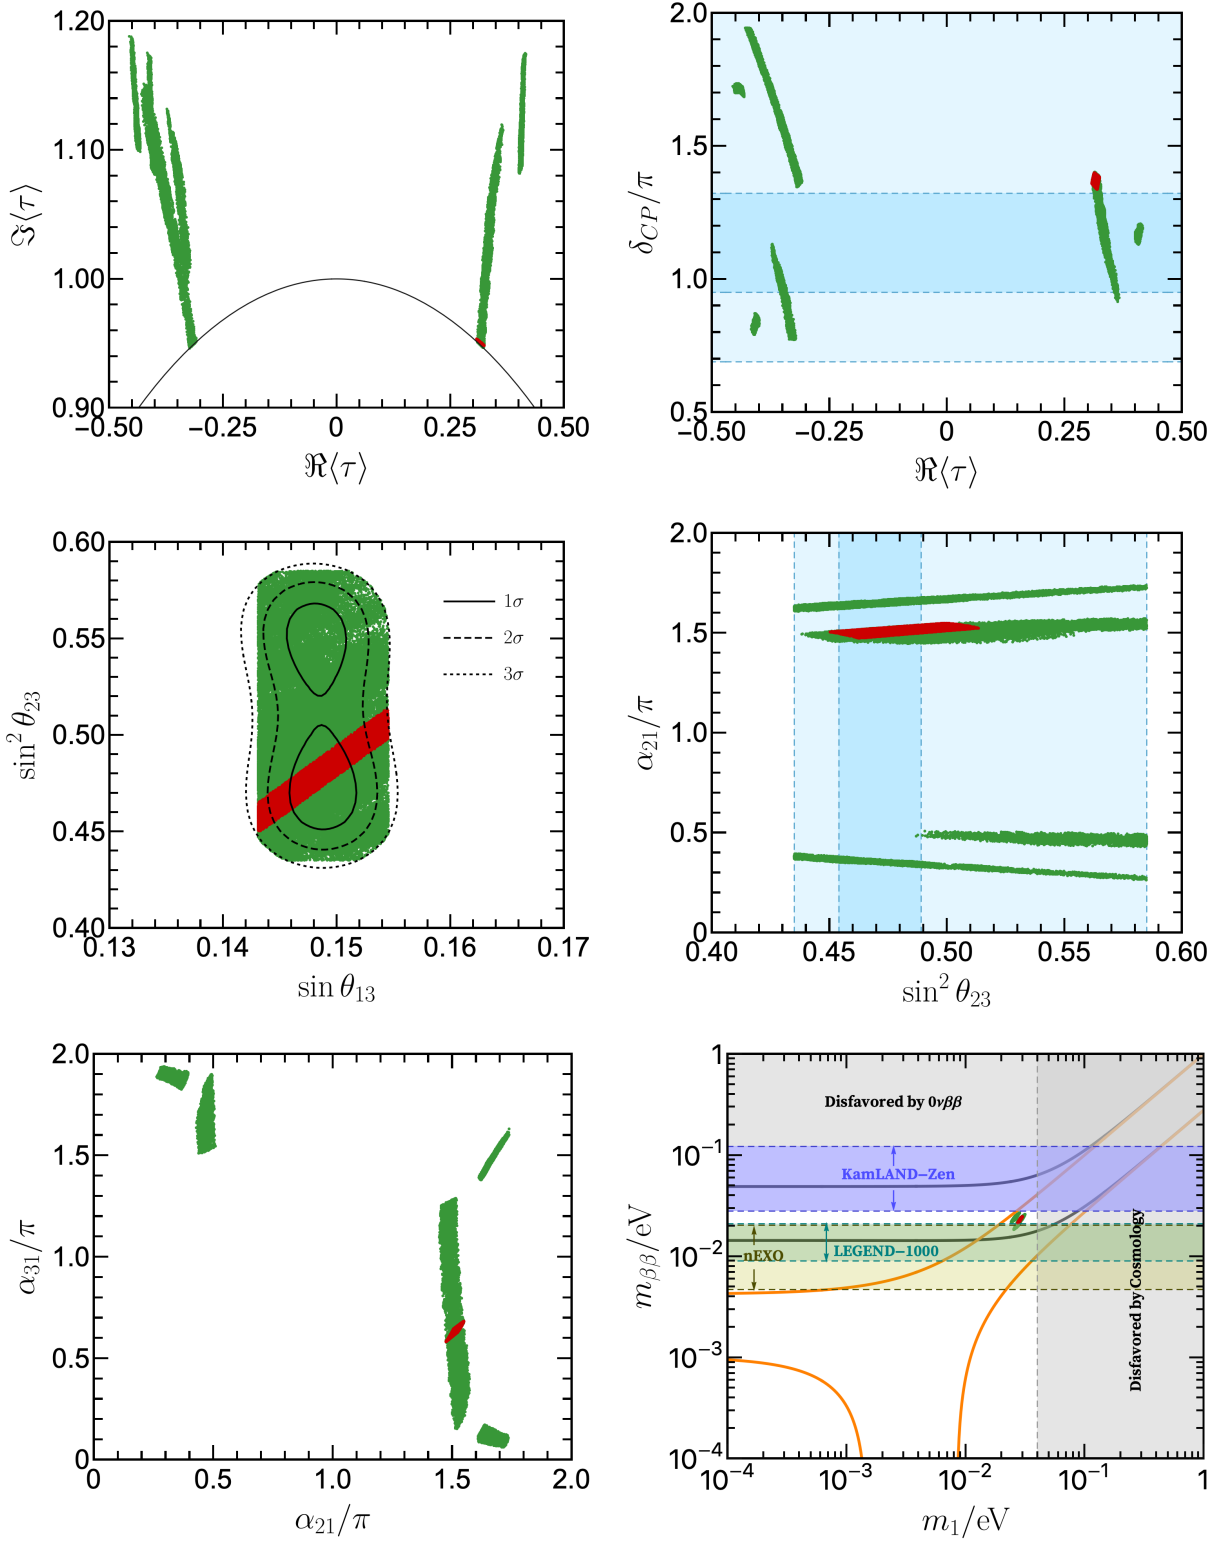 1.20
1.10
1.00
0.90
ℑ⟨τ⟩
−0.50
−0.25
0
0.25
0.50
ℜ⟨τ⟩
2.0
1.5
1.0
0.5
δCP/π
−0.50
−0.25
0
0.25
0.50
ℜ⟨τ⟩
0.60
0.55
0.50
0.45
0.40
sin² θ₂₃
1σ
2σ
3σ
0.13
0.14
0.15
0.16
0.17
sin θ₁₃
2.0
1.5
1.0
0.5
0
α₂₁/π
0.40
0.45
0.50
0.55
0.60
sin² θ₂₃
2.0
1.5
1.0
0.5
0
α₃₁/π
0
0.5
1.0
1.5
2.0
α₂₁/π
1
10⁻¹
10⁻²
10⁻³
10⁻⁴
mββ/eV
Disfavored by 0νββ
KamLAND−Zen
nEXO
LEGEND−1000
Disfavored by Cosmology
10⁻⁴
10⁻³
10⁻²
10⁻¹
1
m₁/eV